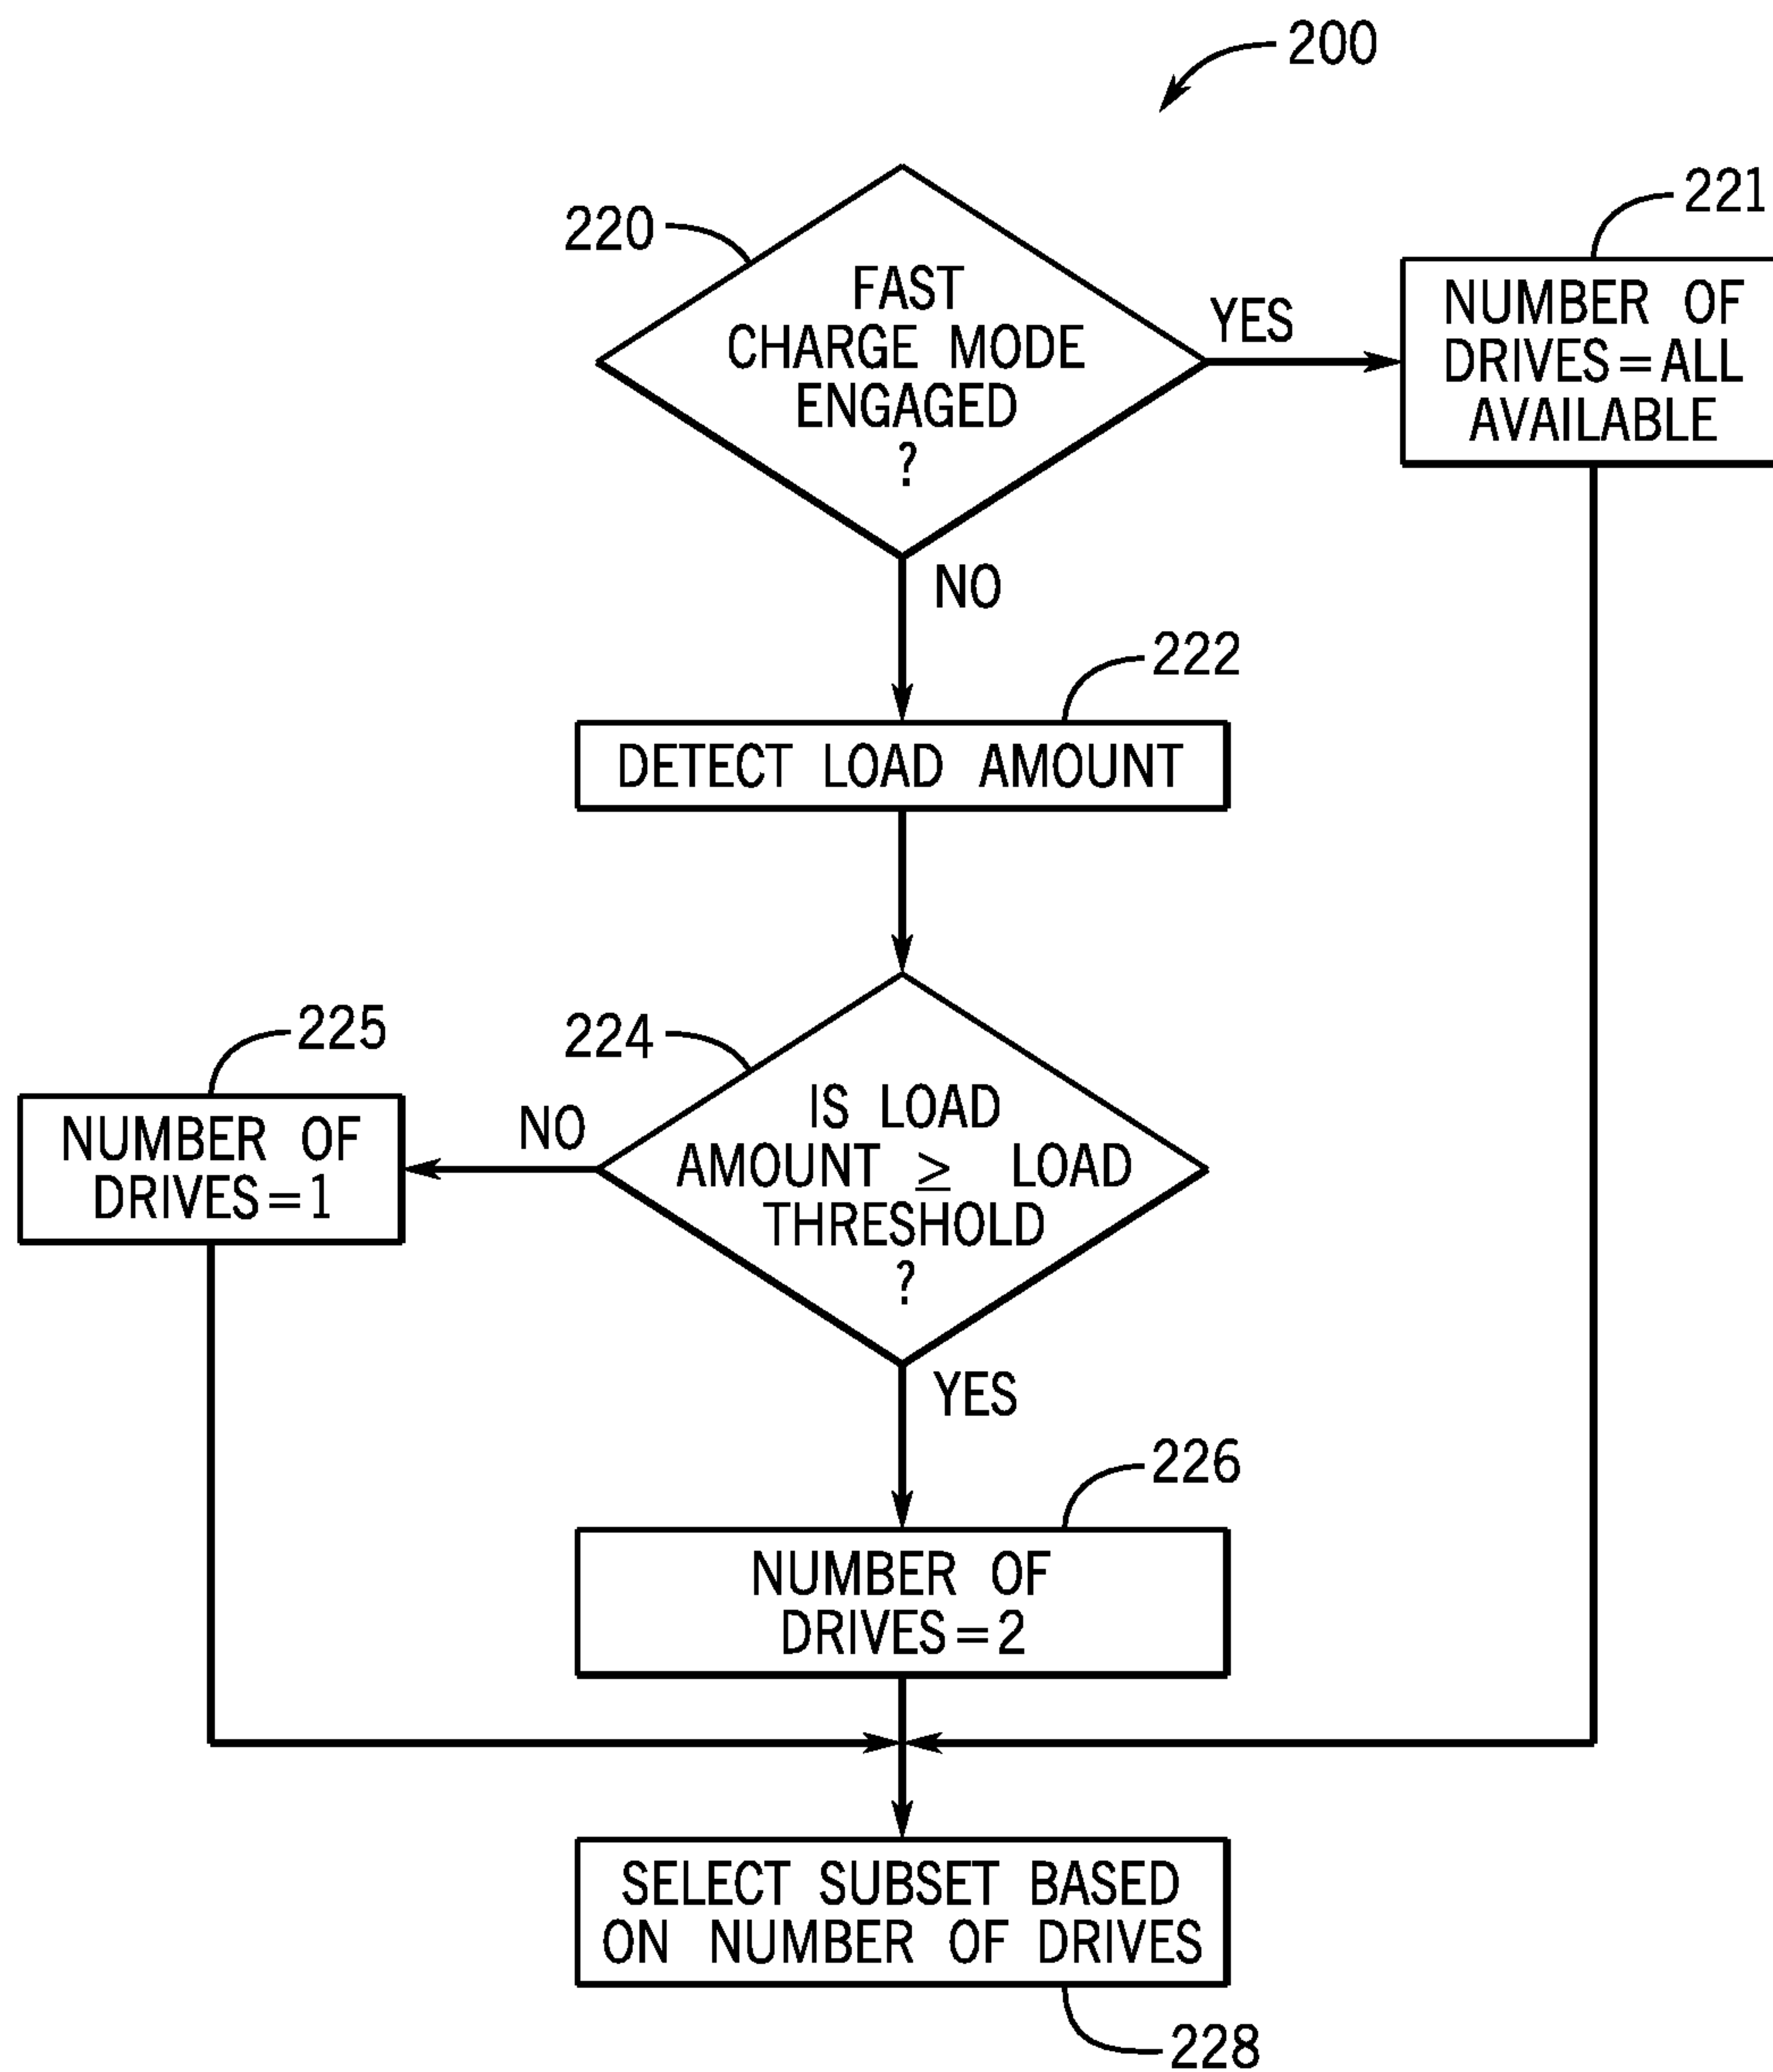 200
220
FAST
CHARGE MODE
ENGAGED
?
YES
221
NUMBER OF
DRIVES=ALL
AVAILABLE
NO
222
DETECT LOAD AMOUNT
224
IS LOAD
AMOUNT ≥ LOAD
THRESHOLD
?
NO
225
NUMBER OF
DRIVES=1
YES
226
NUMBER OF
DRIVES=2
SELECT SUBSET BASED
ON NUMBER OF DRIVES
228